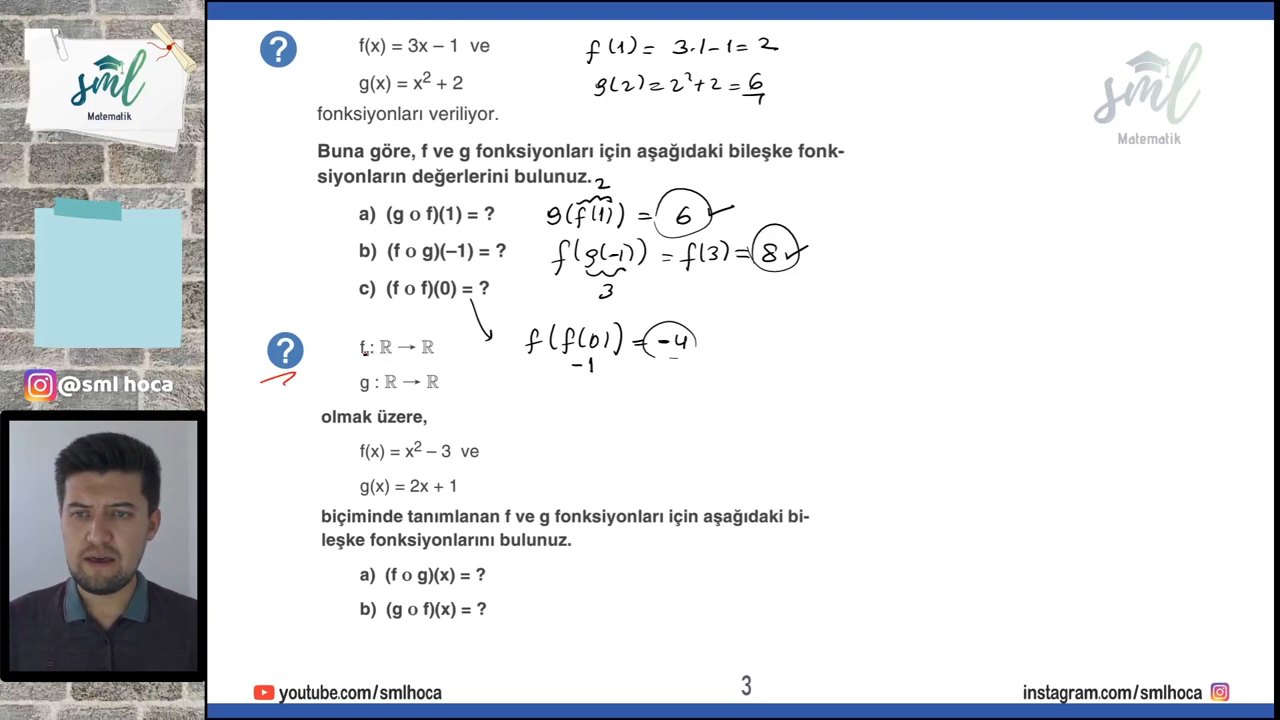 sml
Matematik
@sml hoca
f(x) = 3x – 1 ve
f(1) = 3.1 – 1 = 2
g(x) = x² + 2
g(2) = 2² + 2 = 6
fonksiyonları veriliyor.
Buna göre, f ve g fonksiyonları için aşağıdaki bileşke fonk-
siyonların değerlerini bulunuz.
2
a) (g o f)(1) = ?
g(f(1)) = 6
b) (f o g)(–1) = ?
f(g(-1)) = f(3) = 8
3
c) (f o f)(0) = ?
f(f(0)) = -4
-1
f : ℝ → ℝ
g : ℝ → ℝ
olmak üzere,
f(x) = x² – 3 ve
g(x) = 2x + 1
biçiminde tanımlanan f ve g fonksiyonları için aşağıdaki bi-
leşke fonksiyonlarını bulunuz.
a) (f o g)(x) = ?
b) (g o f)(x) = ?
sml
Matematik
youtube.com/smlhoca
3
instagram.com/smlhoca